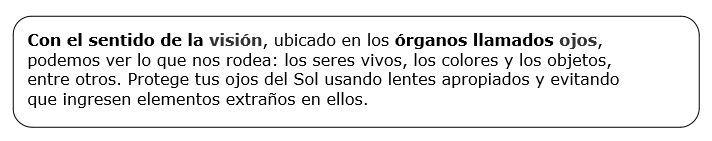 Con el sentido de la visión, ubicado en los órganos llamados ojos,
podemos ver lo que nos rodea: los seres vivos, los colores y los objetos,
entre otros. Protege tus ojos del Sol usando lentes apropiados y evitando
que ingresen elementos extraños en ellos.